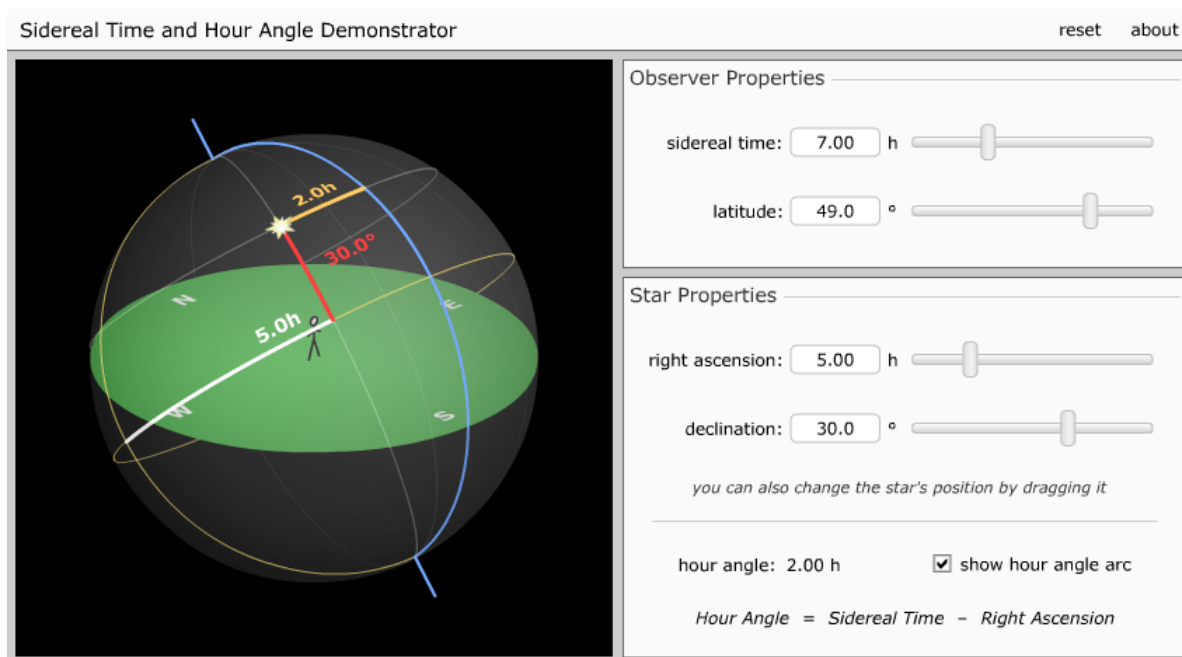 Sidereal Time and Hour Angle Demonstrator
reset about
2.0h
30.0°
N
E
5.0h
W
S
Observer Properties
sidereal time: 7.00 h
latitude: 49.0 °
Star Properties
right ascension: 5.00 h
declination: 30.0 °
you can also change the star's position by dragging it
hour angle: 2.00 h show hour angle arc
Hour Angle = Sidereal Time – Right Ascension